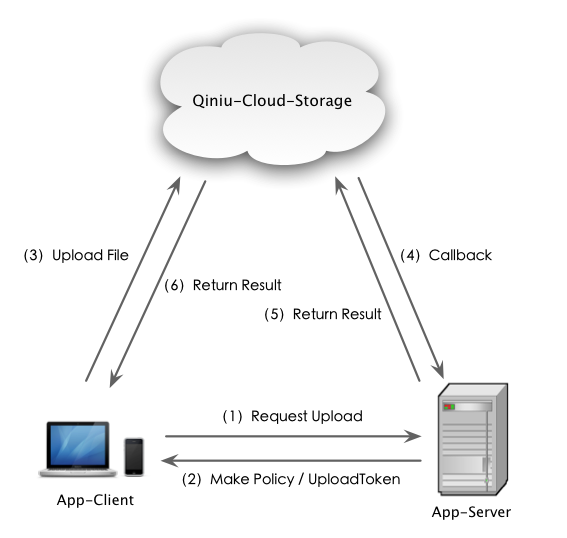 Qiniu-Cloud-Storage
(3) Upload File
(4) Callback
(6) Return Result
(5) Return Result
(1) Request Upload
(2) Make Policy / UploadToken
App-Client
App-Server